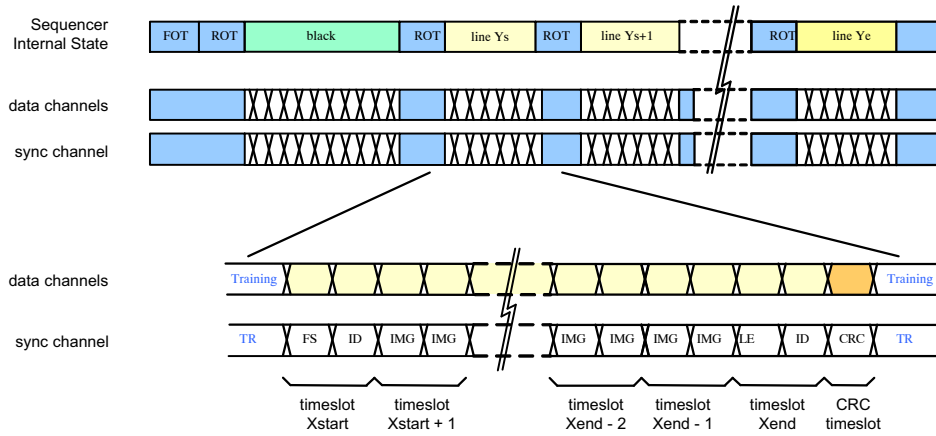 Sequencer
Internal State
FOT ROT black ROT line Ys ROT line Ys+1 ROT line Ye
data channels
sync channel
data channels Training Training
sync channel TR FS ID IMG IMG IMG IMG IMG IMG LE ID CRC TR
timeslot timeslot timeslot timeslot timeslot CRC
Xstart Xstart + 1 Xend - 2 Xend - 1 Xend timeslot